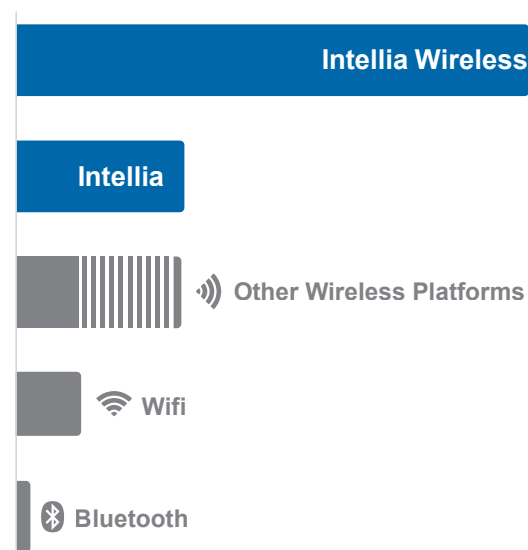 Intellia Wireless
Intellia
Other Wireless Platforms
Wifi
Bluetooth